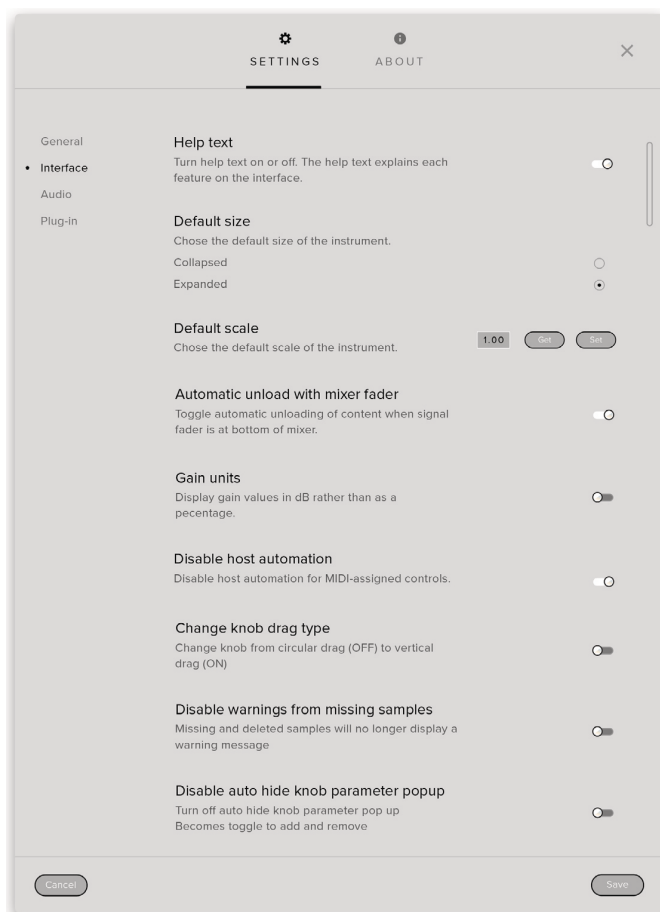 SETTINGS
ABOUT
General
Interface
Audio
Plug-in
Help text
Turn help text on or off. The help text explains each
feature on the interface.
Default size
Chose the default size of the instrument.
Collapsed
Expanded
Default scale
Chose the default scale of the instrument.
1.00
Get
Set
Automatic unload with mixer fader
Toggle automatic unloading of content when signal
fader is at bottom of mixer.
Gain units
Display gain values in dB rather than as a
pecentage.
Disable host automation
Disable host automation for MIDI-assigned controls.
Change knob drag type
Change knob from circular drag (OFF) to vertical
drag (ON)
Disable warnings from missing samples
Missing and deleted samples will no longer display a
warning message
Disable auto hide knob parameter popup
Turn off auto hide knob parameter pop up
Becomes toggle to add and remove
Cancel
Save